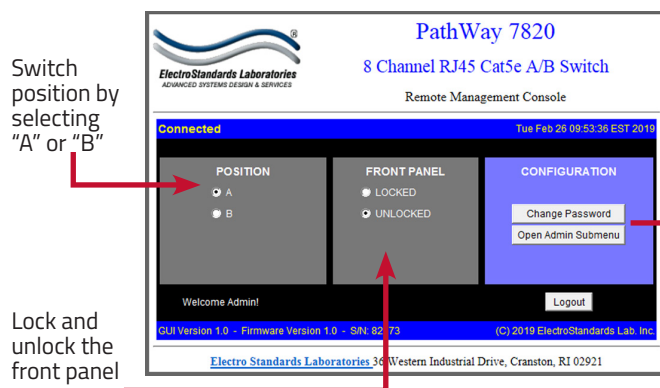 PathWay 7820
8 Channel RJ45 Cat5e A/B Switch
Remote Management Console
®
ElectroStandards Laboratories
ADVANCED SYSTEMS DESIGN & SERVICES
Switch
position by
selecting
“A” or “B”
Connected
Tue Feb 26 09:53:36 EST 2019
POSITION
A
B
FRONT PANEL
LOCKED
UNLOCKED
CONFIGURATION
Change Password
Open Admin Submenu
Welcome Admin!
Logout
Lock and
unlock the
front panel
GUI Version 1.0 - Firmware Version 1.0 - S/N:
(C) 2019 ElectroStandards Lab. Inc.
Electro Standards Laboratories 36 Western Industrial Drive, Cranston, RI 02921